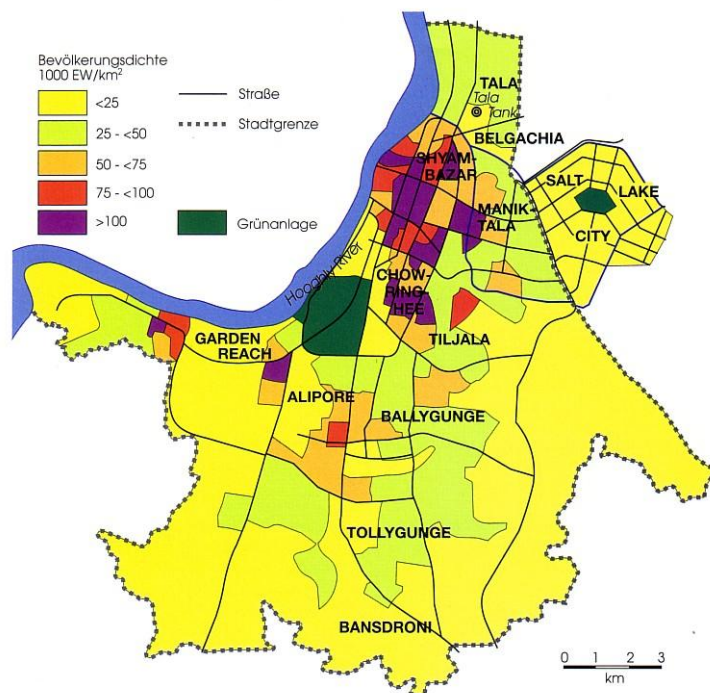 Bevölkerungsdichte
1000 EW/km²
<25
25 - <50
50 - <75
75 - <100
>100
Straße
Stadtgrenze
Grünanlage
TALA
Tala
Tank
BELGACHIA
SHYAM-
BAZAR
SALT
LAKE
CITY
MANIK-
TALA
Hooghly River
CHOW-
RING-
HEE
GARDEN
REACH
TILJALA
ALIPORE
BALLYGUNGE
TOLLYGUNGE
BANSDRONI
0 1 2 3
km